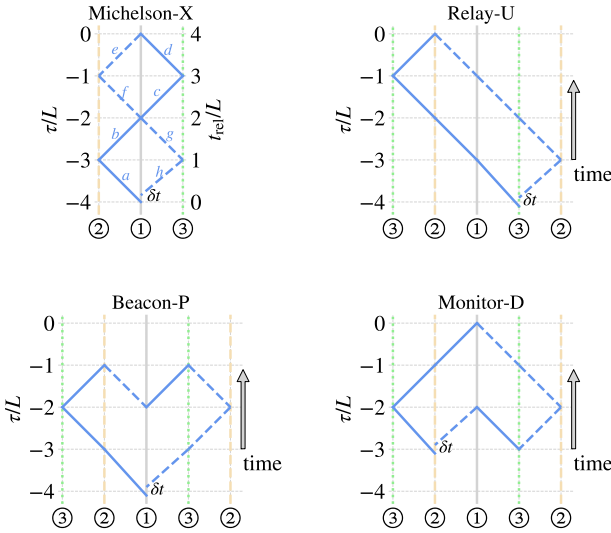 Michelson-X
τ/L
0
−1
−2
−3
−4
e
d
f
c
b
g
a
h
δt
4
3
2
1
0
t_rel/L
② ① ③
Relay-U
τ/L
0
−1
−2
−3
−4
δt
time
③ ② ① ③ ②
Beacon-P
τ/L
0
−1
−2
−3
−4
δt
time
③ ② ① ③ ②
Monitor-D
τ/L
0
−1
−2
−3
−4
δt
time
③ ② ① ③ ②